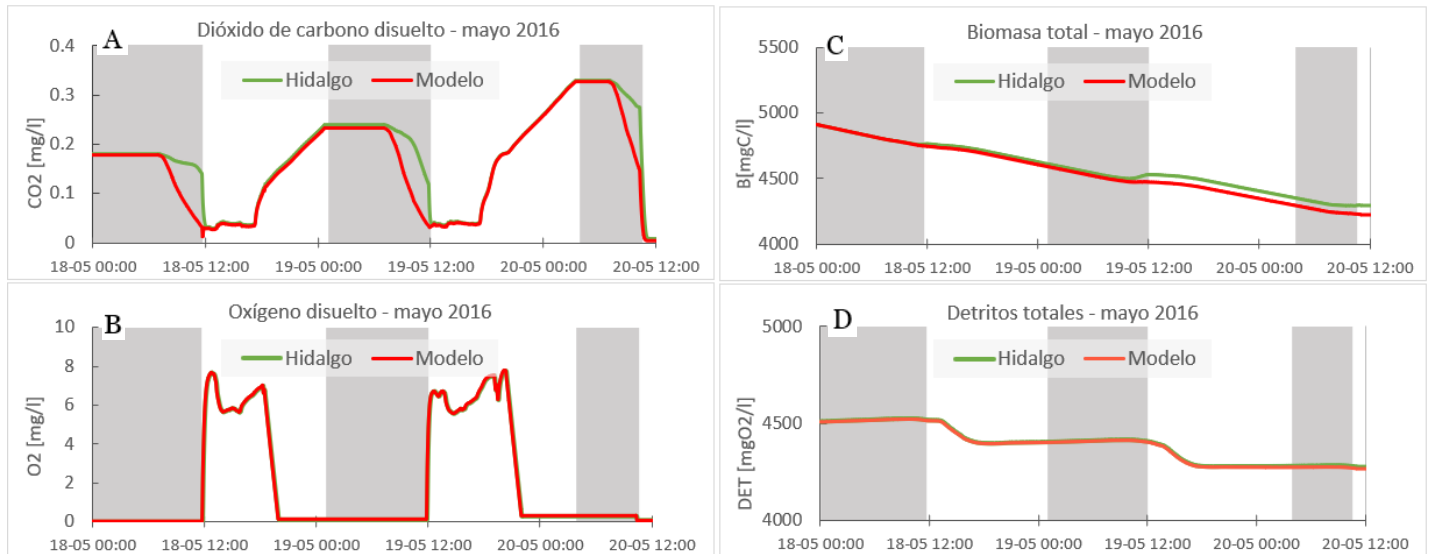 A
Dióxido de carbono disuelto - mayo 2016
Hidalgo Modelo
CO2 [mg/l]
0.4
0.3
0.2
0.1
0
18-05 00:00 18-05 12:00 19-05 00:00 19-05 12:00 20-05 00:00 20-05 12:00
B
Oxígeno disuelto - mayo 2016
Hidalgo Modelo
O2 [mg/l]
10
8
6
4
2
0
18-05 00:00 18-05 12:00 19-05 00:00 19-05 12:00 20-05 00:00 20-05 12:00
C
Biomasa total - mayo 2016
Hidalgo Modelo
B[mgC/l]
5500
5000
4500
4000
18-05 00:00 18-05 12:00 19-05 00:00 19-05 12:00 20-05 00:00 20-05 12:00
D
Detritos totales - mayo 2016
Hidalgo Modelo
DET [mgO2/l]
5000
4500
4000
18-05 00:00 18-05 12:00 19-05 00:00 19-05 12:00 20-05 00:00 20-05 12:00